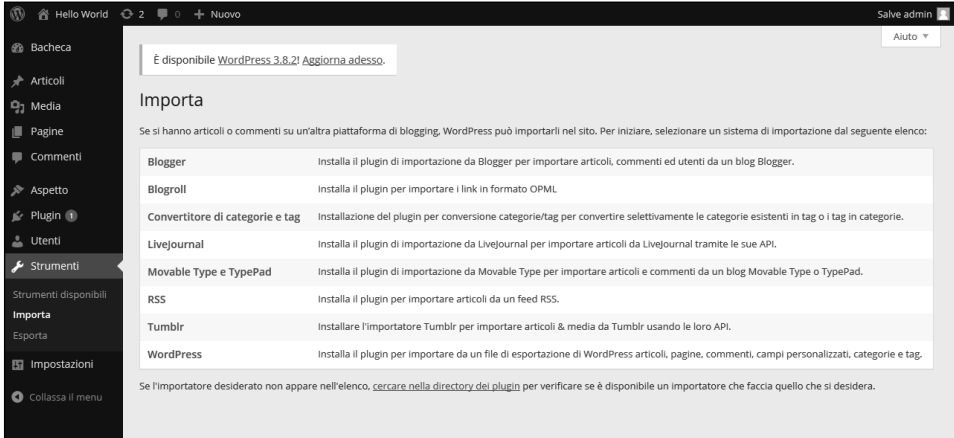 Hello World 2 0 + Nuovo Salve admin
Aiuto
Bacheca
Articoli
Media
Pagine
Commenti
Aspetto
Plugin 1
Utenti
Strumenti
Strumenti disponibili
Importa
Esporta
Impostazioni
Collassa il menu
È disponibile WordPress 3.8.2! Aggiorna adesso.
Importa
Se si hanno articoli o commenti su un'altra piattaforma di blogging, WordPress può importarli nel sito. Per iniziare, selezionare un sistema di importazione dal seguente elenco:
Blogger Installa il plugin di importazione da Blogger per importare articoli, commenti ed utenti da un blog Blogger.
Blogroll Installa il plugin per importare i link in formato OPML
Convertitore di categorie e tag Installazione del plugin per conversione categorie/tag per convertire selettivamente le categorie esistenti in tag o i tag in categorie.
LiveJournal Installa il plugin di importazione da LiveJournal per importare articoli da LiveJournal tramite le sue API.
Movable Type e TypePad Installa il plugin di importazione da Movable Type per importare articoli e commenti da un blog Movable Type o TypePad.
RSS Installa il plugin per importare articoli da un feed RSS.
Tumblr Installare l'importatore Tumblr per importare articoli & media da Tumblr usando le loro API.
WordPress Installa il plugin per importare da un file di esportazione di WordPress articoli, pagine, commenti, campi personalizzati, categorie e tag.
Se l'importatore desiderato non appare nell'elenco, cercare nella directory dei plugin per verificare se è disponibile un importatore che faccia quello che si desidera.